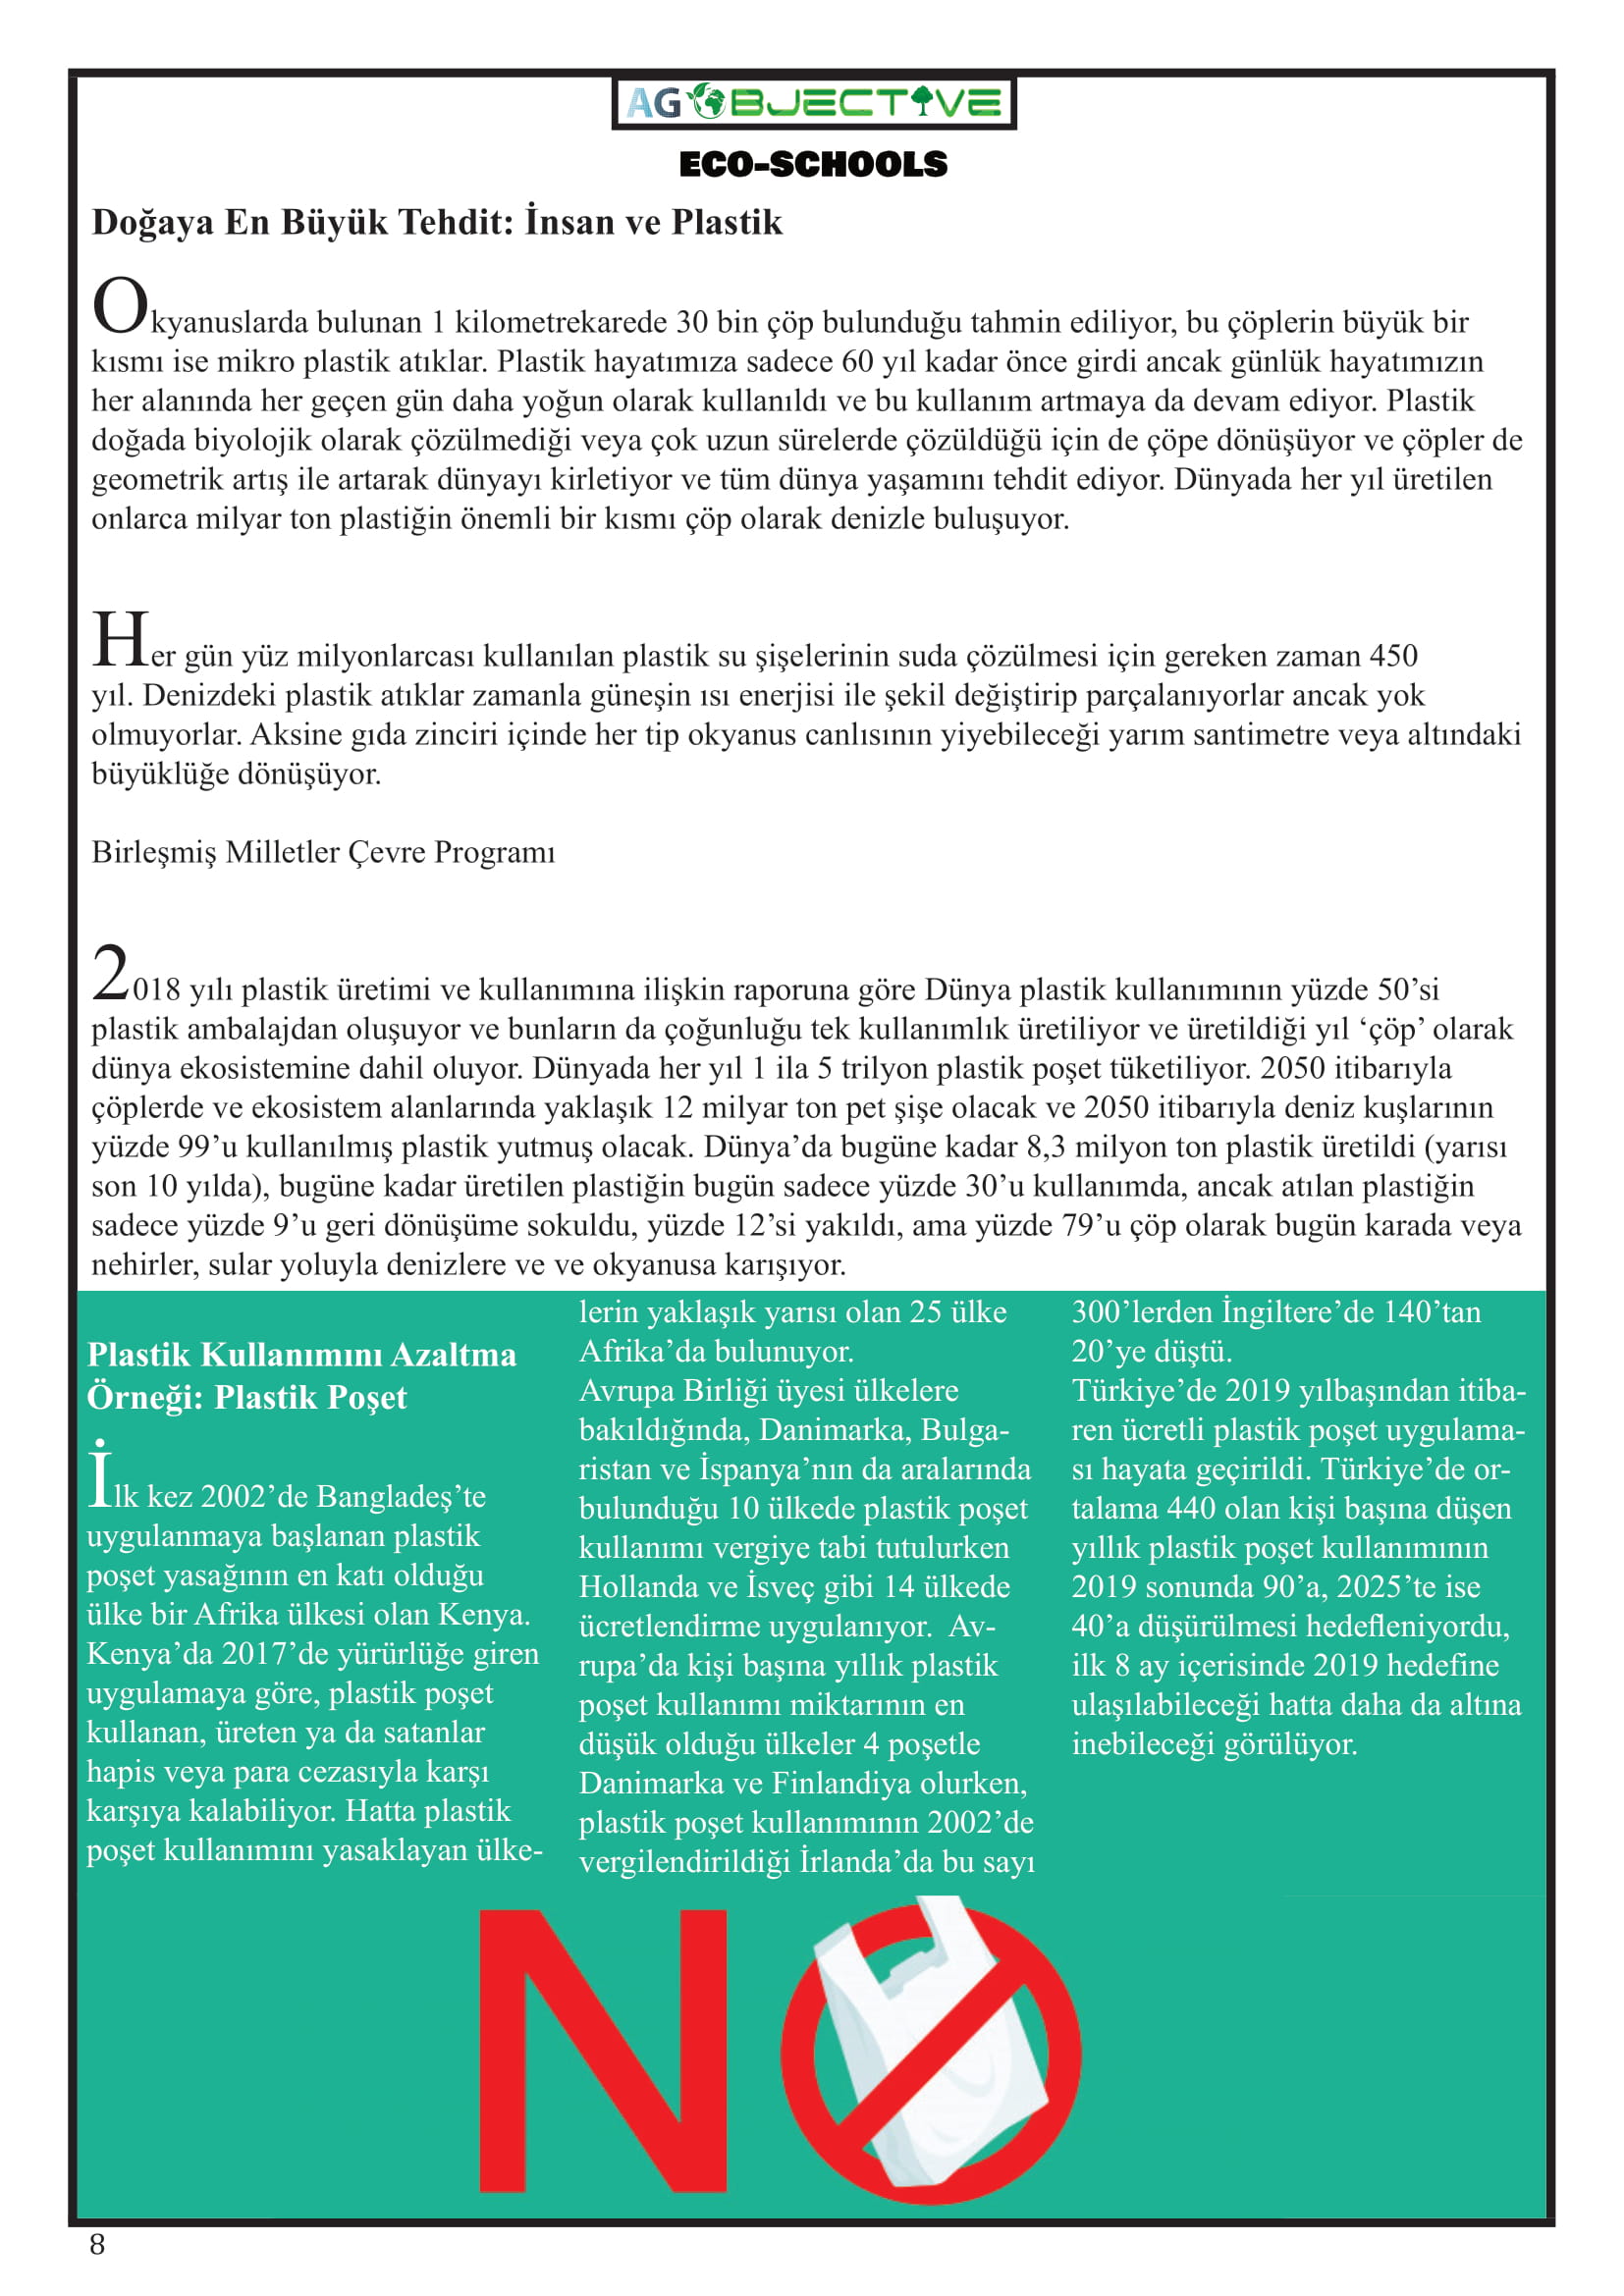 AG OBJECTIVE
ECO-SCHOOLS
Doğaya En Büyük Tehdit: İnsan ve Plastik
Okyanuslarda bulunan 1 kilometrekarede 30 bin çöp bulunduğu tahmin ediliyor, bu çöplerin büyük bir
kısmı ise mikro plastik atıklar. Plastik hayatımıza sadece 60 yıl kadar önce girdi ancak günlük hayatımızın
her alanında her geçen gün daha yoğun olarak kullanıldı ve bu kullanım artmaya da devam ediyor. Plastik
doğada biyolojik olarak çözülmediği veya çok uzun sürelerde çözüldüğü için de çöpe dönüşüyor ve çöpler de
geometrik artış ile artarak dünyayı kirletiyor ve tüm dünya yaşamını tehdit ediyor. Dünyada her yıl üretilen
onlarca milyar ton plastiğin önemli bir kısmı çöp olarak denizle buluşuyor.
Her gün yüz milyonlarcası kullanılan plastik su şişelerinin suda çözülmesi için gereken zaman 450
yıl. Denizdeki plastik atıklar zamanla güneşin ısı enerjisi ile şekil değiştirip parçalanıyorlar ancak yok
olmuyorlar. Aksine gıda zinciri içinde her tip okyanus canlısının yiyebileceği yarım santimetre veya altındaki
büyüklüğe dönüşüyor.
Birleşmiş Milletler Çevre Programı
2018 yılı plastik üretimi ve kullanımına ilişkin raporuna göre Dünya plastik kullanımının yüzde 50’si
plastik ambalajdan oluşuyor ve bunların da çoğunluğu tek kullanımlık üretiliyor ve üretildiği yıl ‘çöp’ olarak
dünya ekosistemine dahil oluyor. Dünyada her yıl 1 ila 5 trilyon plastik poşet tüketiliyor. 2050 itibarıyla
çöplerde ve ekosistem alanlarında yaklaşık 12 milyar ton pet şişe olacak ve 2050 itibarıyla deniz kuşlarının
yüzde 99’u kullanılmış plastik yutmuş olacak. Dünya’da bugüne kadar 8,3 milyon ton plastik üretildi (yarısı
son 10 yılda), bugüne kadar üretilen plastiğin bugün sadece yüzde 30’u kullanımda, ancak atılan plastiğin
sadece yüzde 9’u geri dönüşüme sokuldu, yüzde 12’si yakıldı, ama yüzde 79’u çöp olarak bugün karada veya
nehirler, sular yoluyla denizlere ve ve okyanusa karışıyor.
Plastik Kullanımını Azaltma
Örneği: Plastik Poşet
İlk kez 2002’de Bangladeş’te
uygulanmaya başlanan plastik
poşet yasağının en katı olduğu
ülke bir Afrika ülkesi olan Kenya.
Kenya’da 2017’de yürürlüğe giren
uygulamaya göre, plastik poşet
kullanan, üreten ya da satanlar
hapis veya para cezasıyla karşı
karşıya kalabiliyor. Hatta plastik
poşet kullanımını yasaklayan ülke-
lerin yaklaşık yarısı olan 25 ülke
Afrika’da bulunuyor.
Avrupa Birliği üyesi ülkelere
bakıldığında, Danimarka, Bulga-
ristan ve İspanya’nın da aralarında
bulunduğu 10 ülkede plastik poşet
kullanımı vergiye tabi tutulurken
Hollanda ve İsveç gibi 14 ülkede
ücretlendirme uygulanıyor.  Av-
rupa’da kişi başına yıllık plastik
poşet kullanımı miktarının en
düşük olduğu ülkeler 4 poşetle
Danimarka ve Finlandiya olurken,
plastik poşet kullanımının 2002’de
vergilendirildiği İrlanda’da bu sayı
300’lerden İngiltere’de 140’tan
20’ye düştü.
Türkiye’de 2019 yılbaşından itiba-
ren ücretli plastik poşet uygulama-
sı hayata geçirildi. Türkiye’de or-
talama 440 olan kişi başına düşen
yıllık plastik poşet kullanımının
2019 sonunda 90’a, 2025’te ise
40’a düşürülmesi hedefleniyordu,
ilk 8 ay içerisinde 2019 hedefine
ulaşılabileceği hatta daha da altına
inebileceği görülüyor.
NO
8